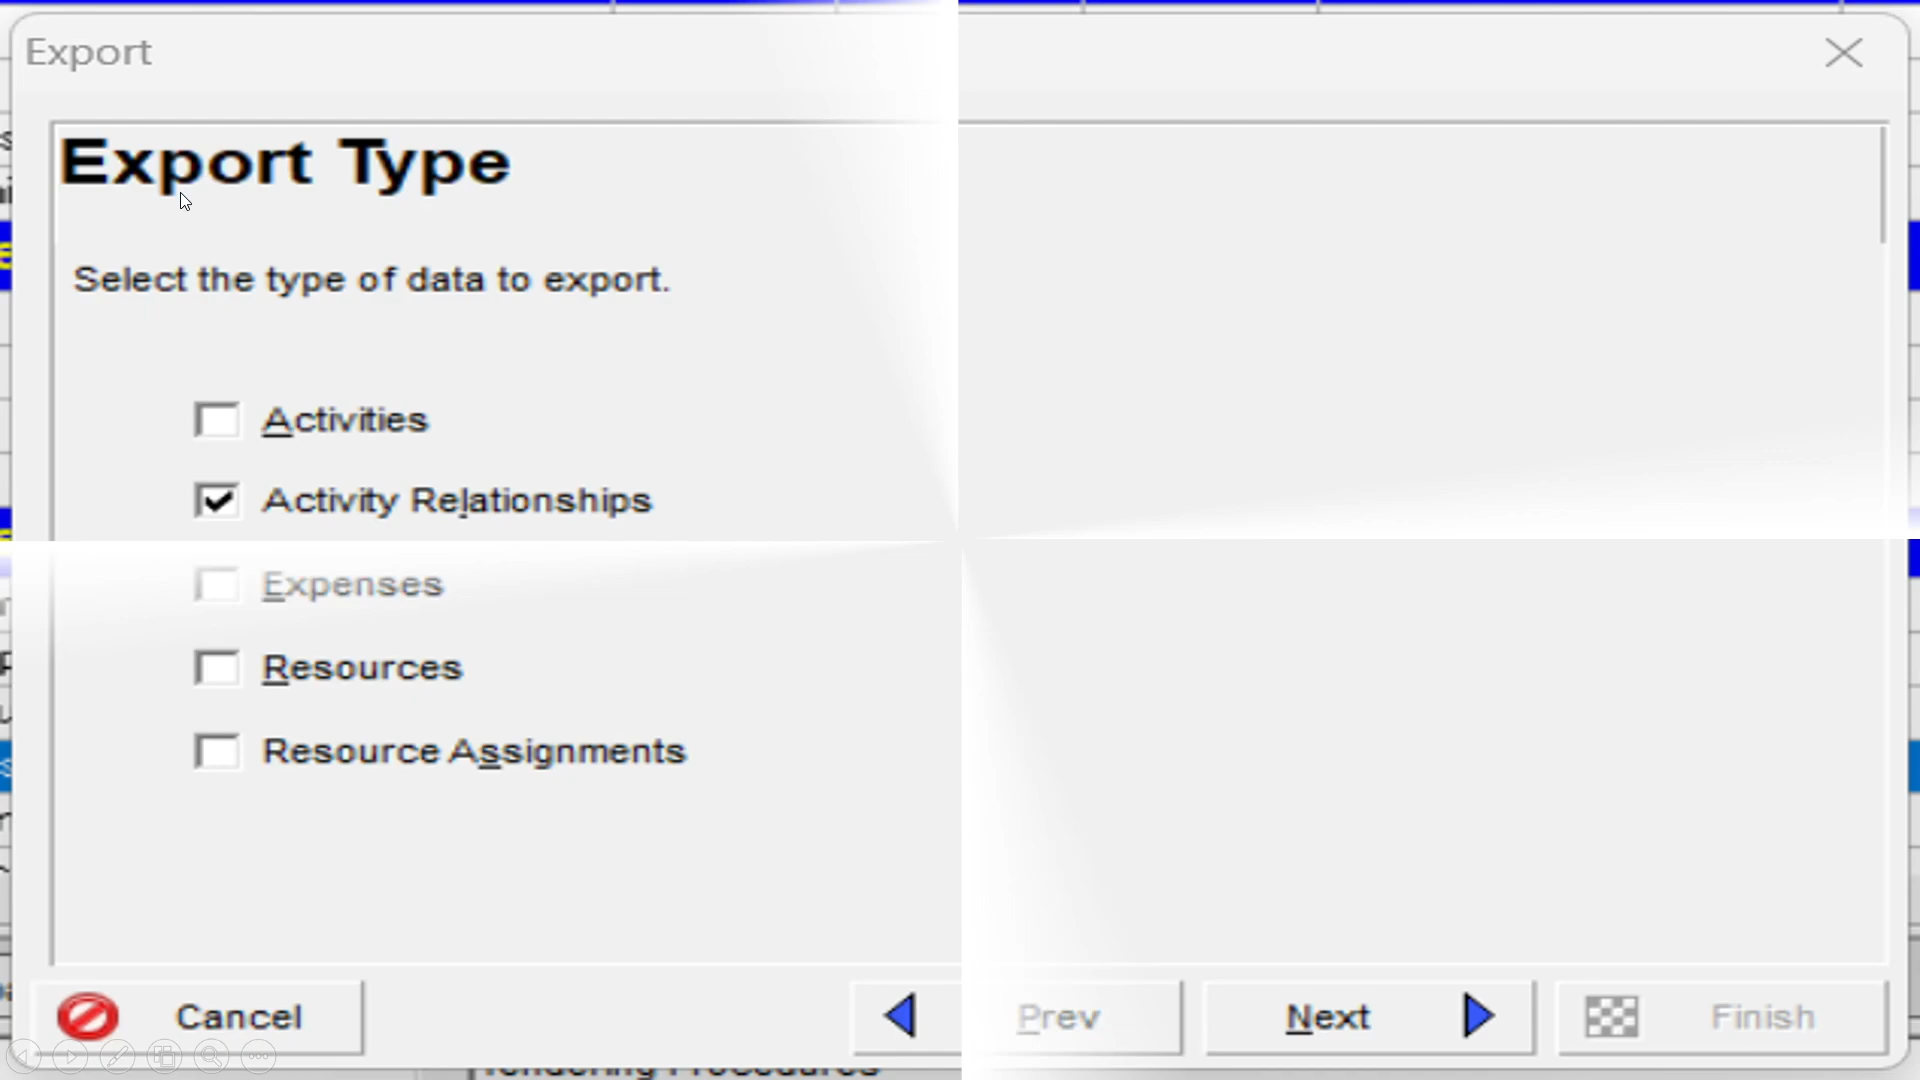 Export
Export Type
Select the type of data to export.
Activities
Activity Relationships
Expenses
Resources
Resource Assignments
Cancel
Prev
Next
Finish